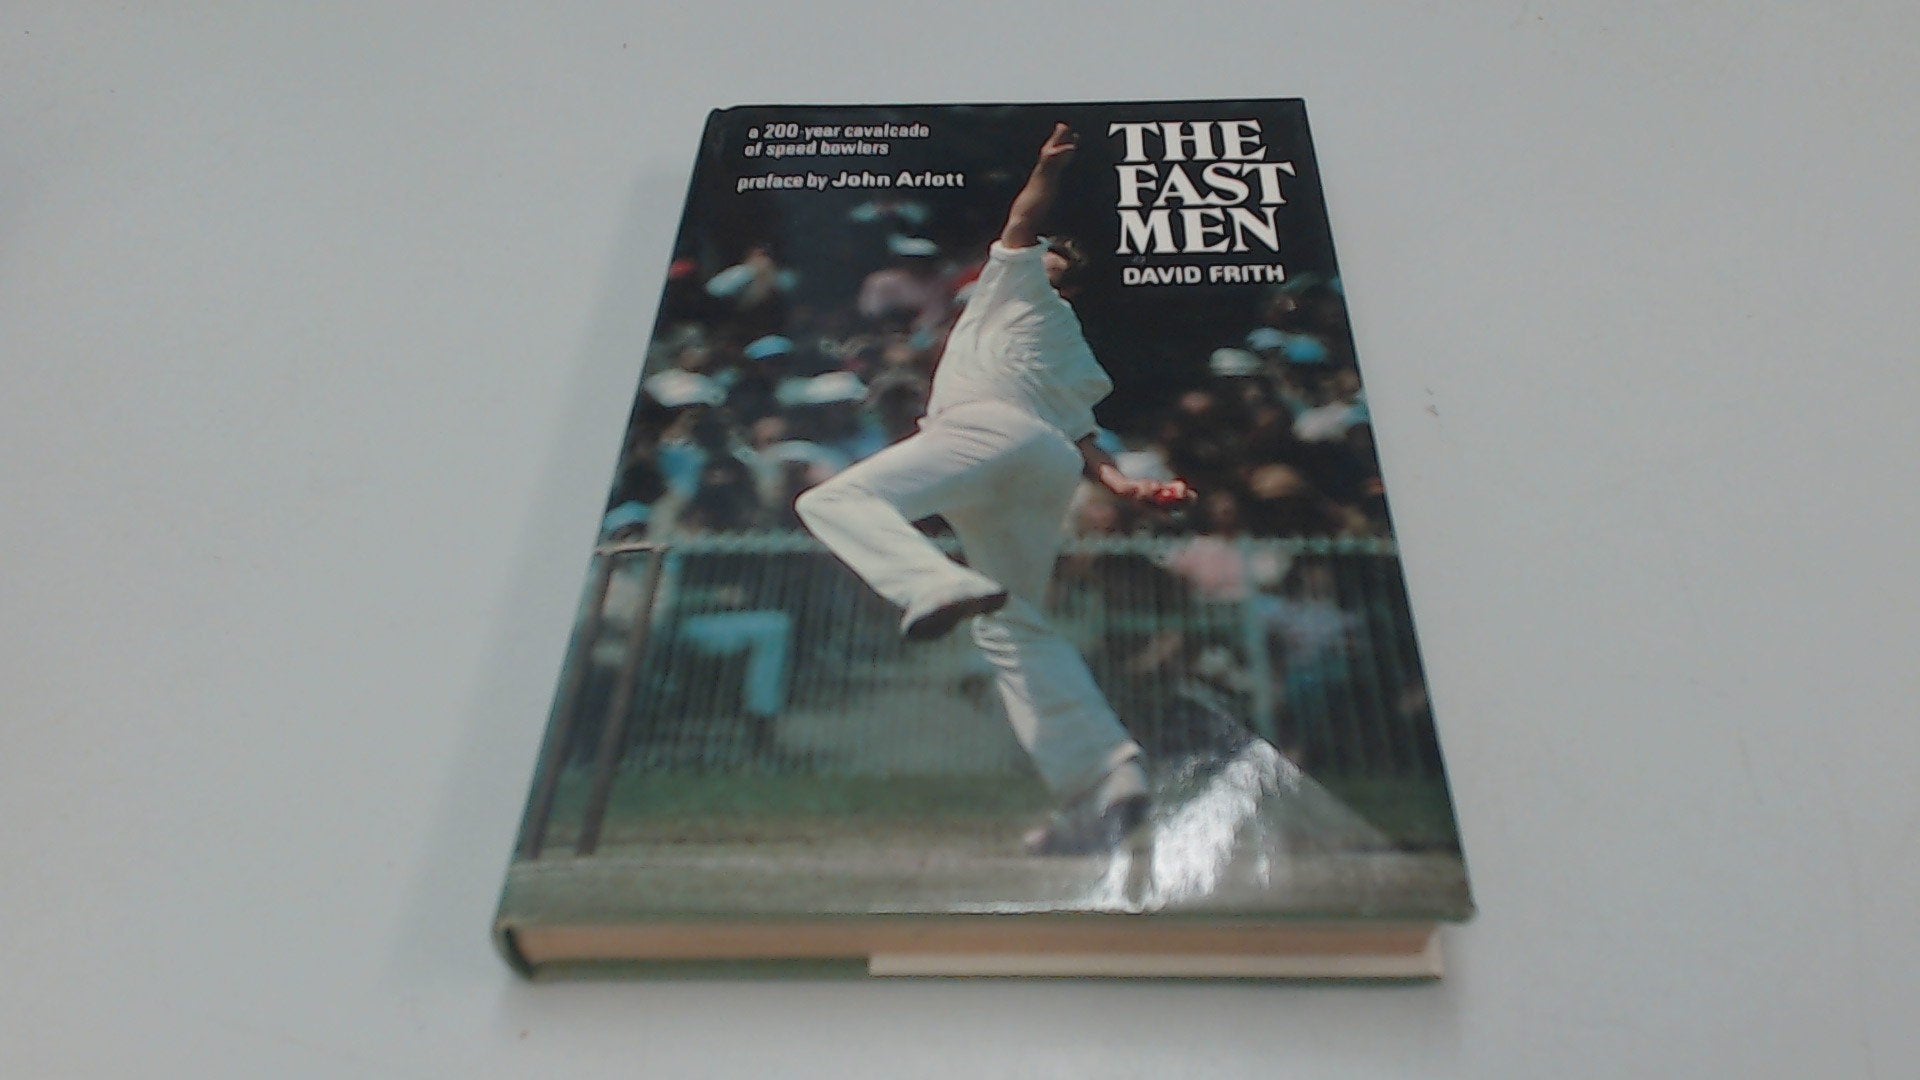 a 200-year cavalcade
of speed bowlers
preface by John Arlott
THE
FAST
MEN
DAVID FRITH